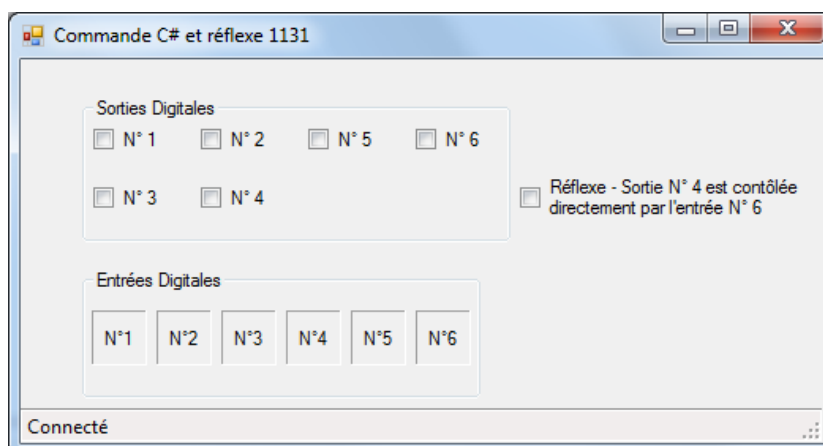 Commande C# et réflexe 1131
Sorties Digitales
N° 1 N° 2 N° 5 N° 6
N° 3 N° 4
Réflexe - Sortie N° 4 est contôlée
directement par l'entrée N° 6
Entrées Digitales
N°1 N°2 N°3 N°4 N°5 N°6
Connecté